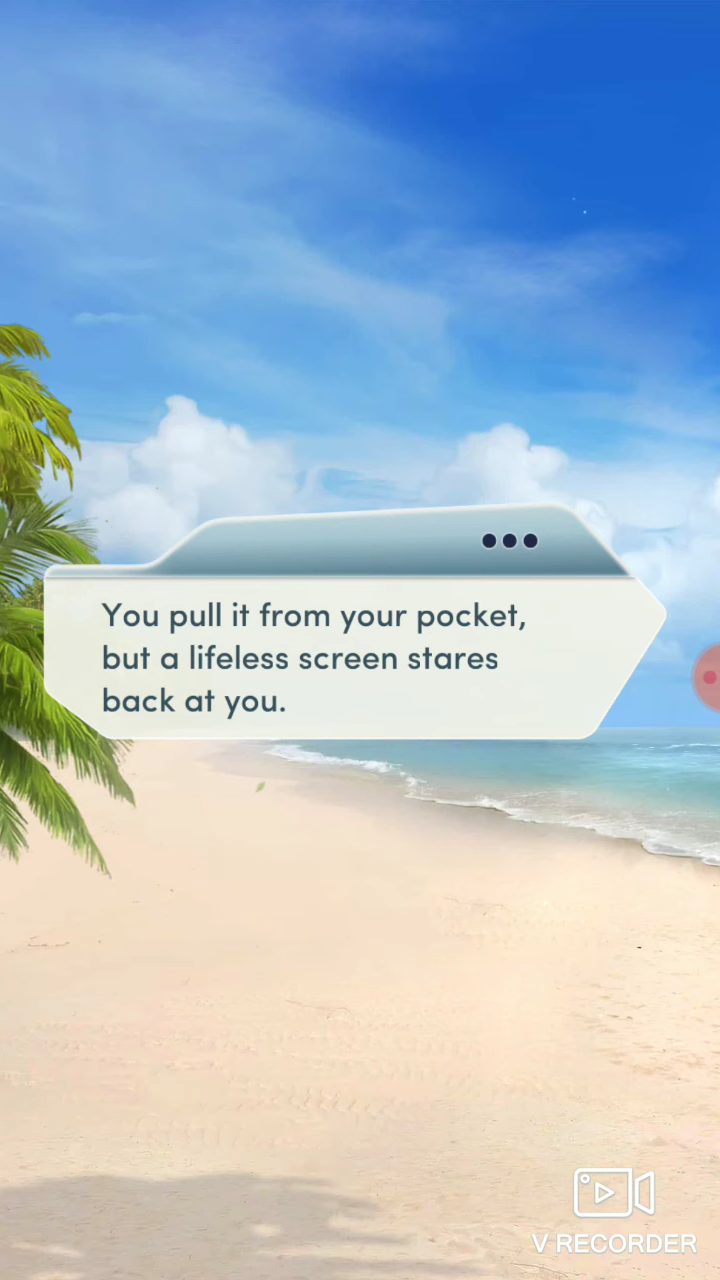 You pull it from your pocket,
but a lifeless screen stares
back at you.
V RECORDER